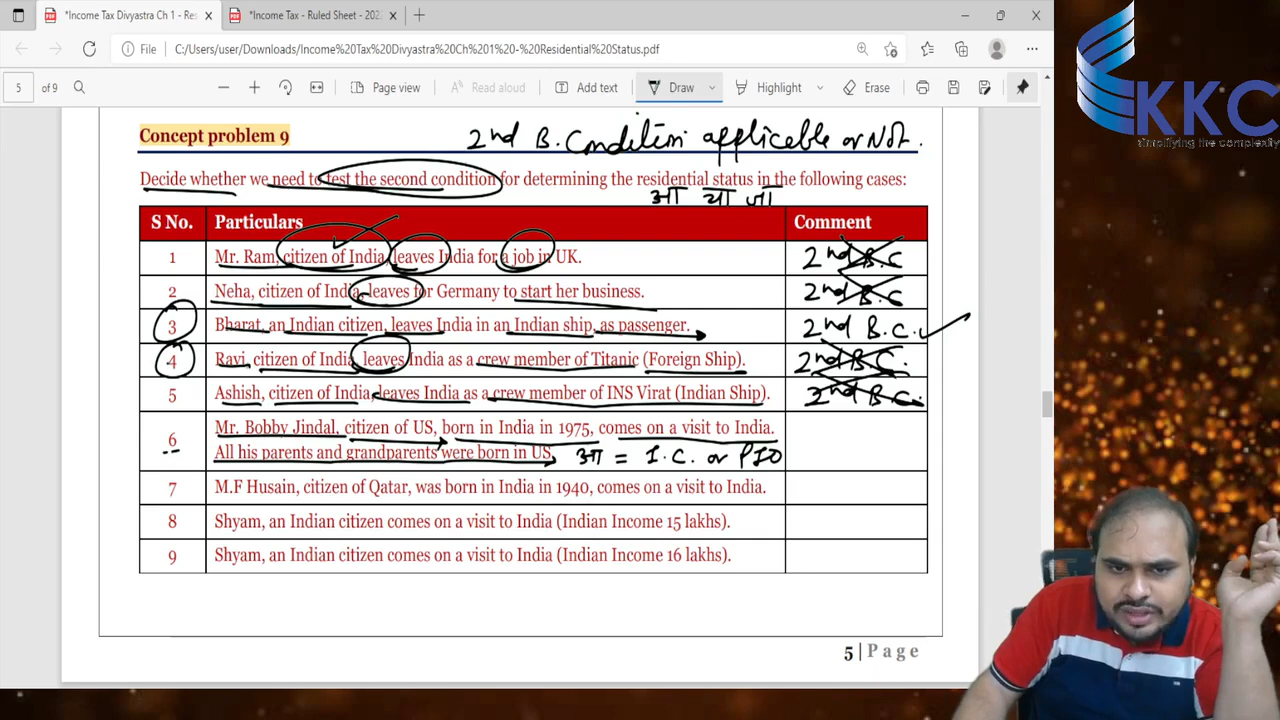 *Income Tax Divyastra Ch 1 - Res
*Income Tax - Ruled Sheet - 202
File C:/Users/user/Downloads/Income%20Tax%20Divyastra%20Ch%201%20-%20Residential%20Status.pdf
5 of 9 Page view Read aloud Add text Draw Highlight Erase
KKC
simplifying the complexity
Concept problem 9 2nd B. Condition applicable or Not.
Decide whether we need to test the second condition for determining the residential status in the following cases:
आ या जा
S No. Particulars Comment
1 Mr. Ram, citizen of India, leaves India for a job in UK. 2nd B.C
2 Neha, citizen of India, leaves for Germany to start her business. 2nd B.C
3 Bharat, an Indian citizen, leaves India in an Indian ship, as passenger. 2nd B.C.
4 Ravi, citizen of India, leaves India as a crew member of Titanic (Foreign Ship). 2nd B.C.
5 Ashish, citizen of India, leaves India as a crew member of INS Virat (Indian Ship). 2nd B.C.
6 Mr. Bobby Jindal, citizen of US, born in India in 1975, comes on a visit to India.
All his parents and grandparents were born in US. आ = I.C. or PIO
7 M.F Husain, citizen of Qatar, was born in India in 1940, comes on a visit to India.
8 Shyam, an Indian citizen comes on a visit to India (Indian Income 15 lakhs).
9 Shyam, an Indian citizen comes on a visit to India (Indian Income 16 lakhs).
5 | Page